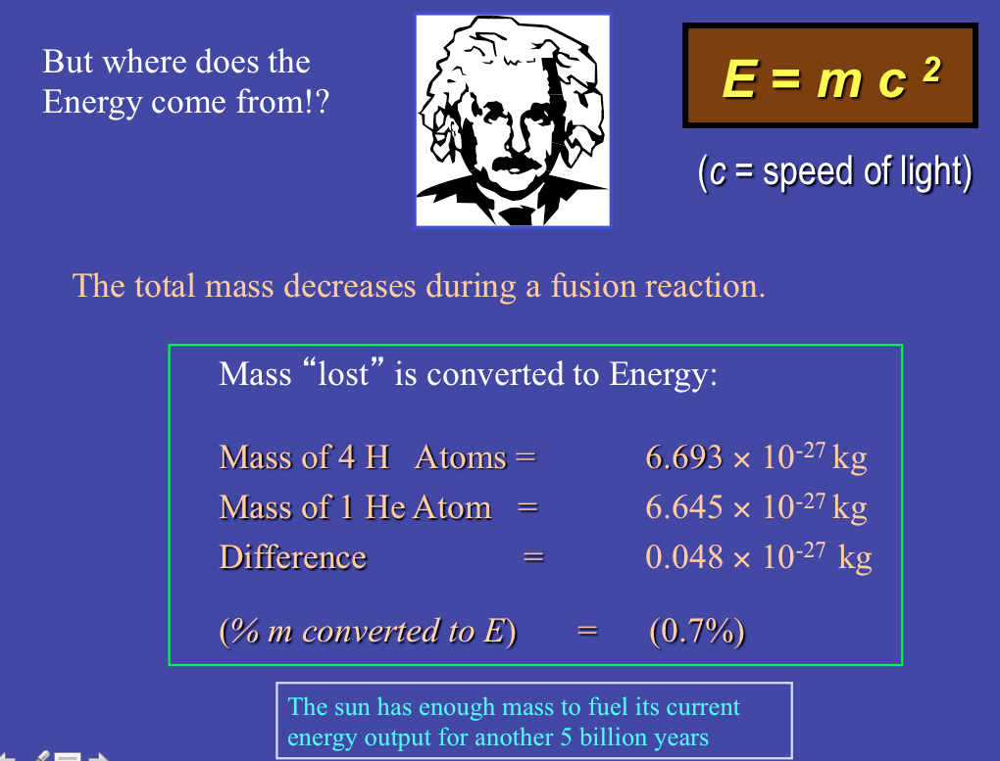 But where does the
Energy come from!?
E = m c ²
(c = speed of light)
The total mass decreases during a fusion reaction.
Mass “lost” is converted to Energy:
Mass of 4 H Atoms = 6.693 × 10⁻²⁷ kg
Mass of 1 He Atom = 6.645 × 10⁻²⁷ kg
Difference = 0.048 × 10⁻²⁷ kg
(% m converted to E) = (0.7%)
The sun has enough mass to fuel its current
energy output for another 5 billion years